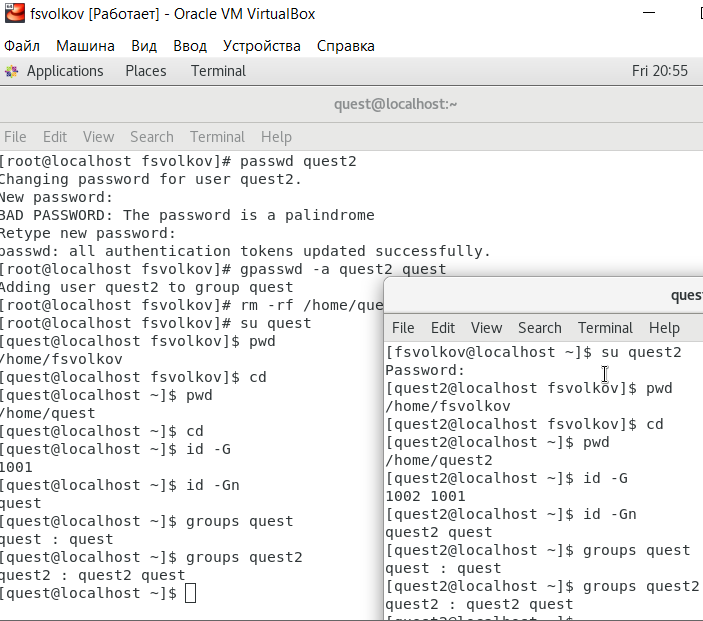 fsvolkov [Работает] - Oracle VM VirtualBox
Файл Машина Вид Ввод Устройства Справка
Applications Places Terminal Fri 20:55
quest@localhost:~
File Edit View Search Terminal Help
[root@localhost fsvolkov]# passwd quest2
Changing password for user quest2.
New password:
BAD PASSWORD: The password is a palindrome
Retype new password:
passwd: all authentication tokens updated successfully.
[root@localhost fsvolkov]# gpasswd -a quest2 quest
Adding user quest2 to group quest
[root@localhost fsvolkov]# rm -rf /home/que
[root@localhost fsvolkov]# su quest
[quest@localhost fsvolkov]$ pwd
/home/fsvolkov
[quest@localhost fsvolkov]$ cd
[quest@localhost ~]$ pwd
/home/quest
[quest@localhost ~]$ cd
[quest@localhost ~]$ id -G
1001
[quest@localhost ~]$ id -Gn
quest
[quest@localhost ~]$ groups quest
quest : quest
[quest@localhost ~]$ groups quest2
quest2 : quest2 quest
[quest@localhost ~]$
ques
File Edit View Search Terminal Help
[fsvolkov@localhost ~]$ su quest2
Password:
[quest2@localhost fsvolkov]$ pwd
/home/fsvolkov
[quest2@localhost fsvolkov]$ cd
[quest2@localhost ~]$ pwd
/home/quest2
[quest2@localhost ~]$ id -G
1002 1001
[quest2@localhost ~]$ id -Gn
quest2 quest
[quest2@localhost ~]$ groups quest
quest : quest
[quest2@localhost ~]$ groups quest2
quest2 : quest2 quest